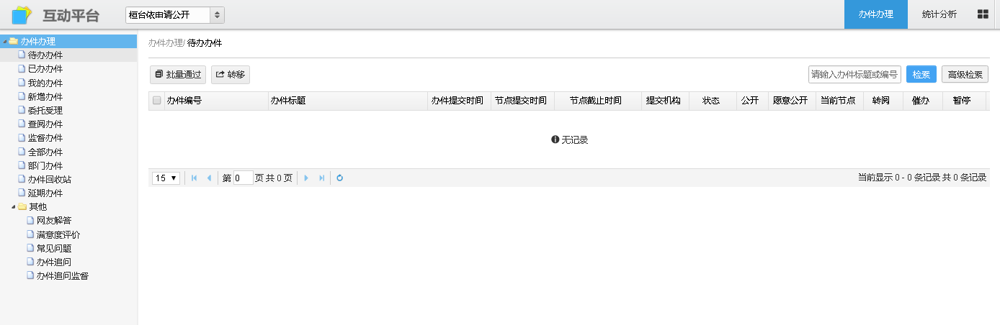 互动平台
桓台依申请公开
办件办理
统计分析
办件办理
待办办件
已办办件
我的办件
新增办件
委托受理
查阅办件
监督办件
全部办件
部门办件
办件回收站
延期办件
其他
网友解答
满意度评价
常见问题
办件追问
办件追问监督
办件办理/ 待办办件
批量通过 转移 请输入办件标题或编号 检索 高级检索
办件编号 办件标题 办件提交时间 节点提交时间 节点截止时间 提交机构 状态 公开 愿意公开 当前节点 转阅 催办 暂停
无记录
15 第 0 页 共 0 页 当前显示 0 - 0 条记录 共 0 条记录